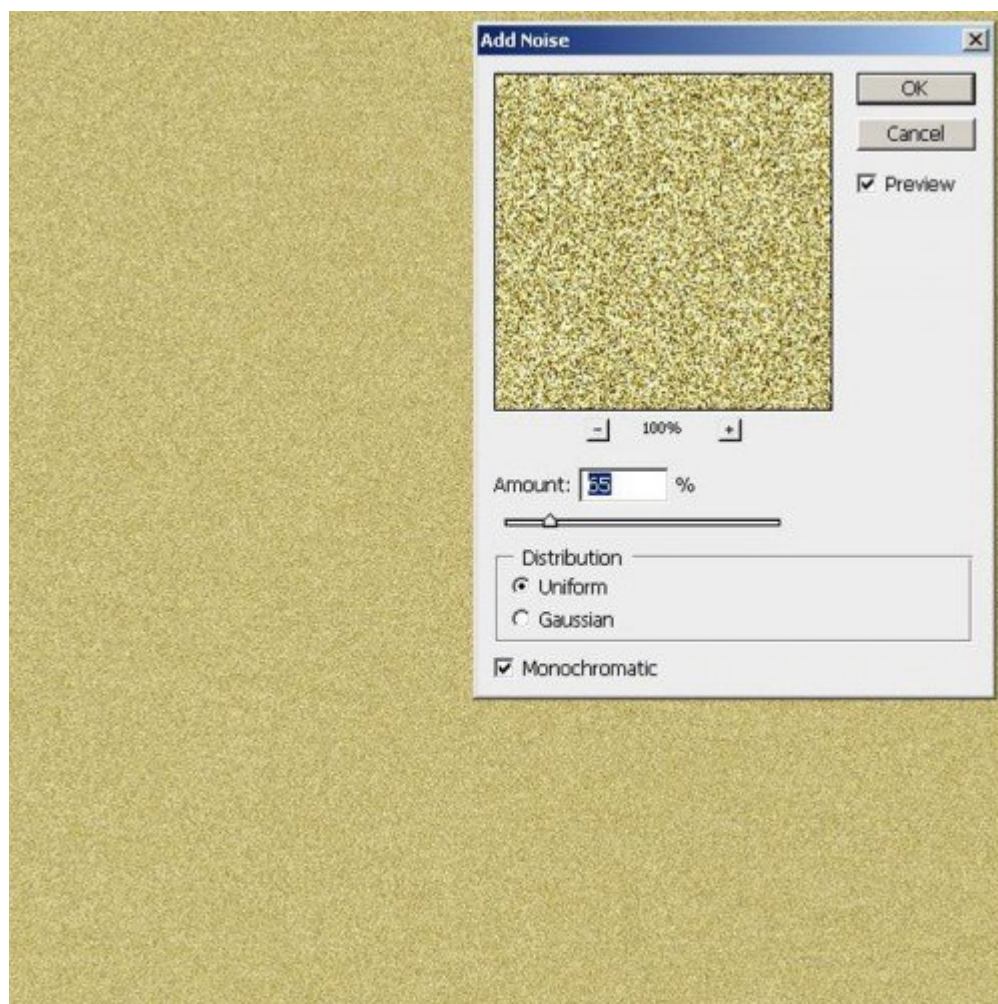 Add Noise
OK
Cancel
Preview
- 100% +
Amount: 65 %
Distribution
Uniform
Gaussian
Monochromatic